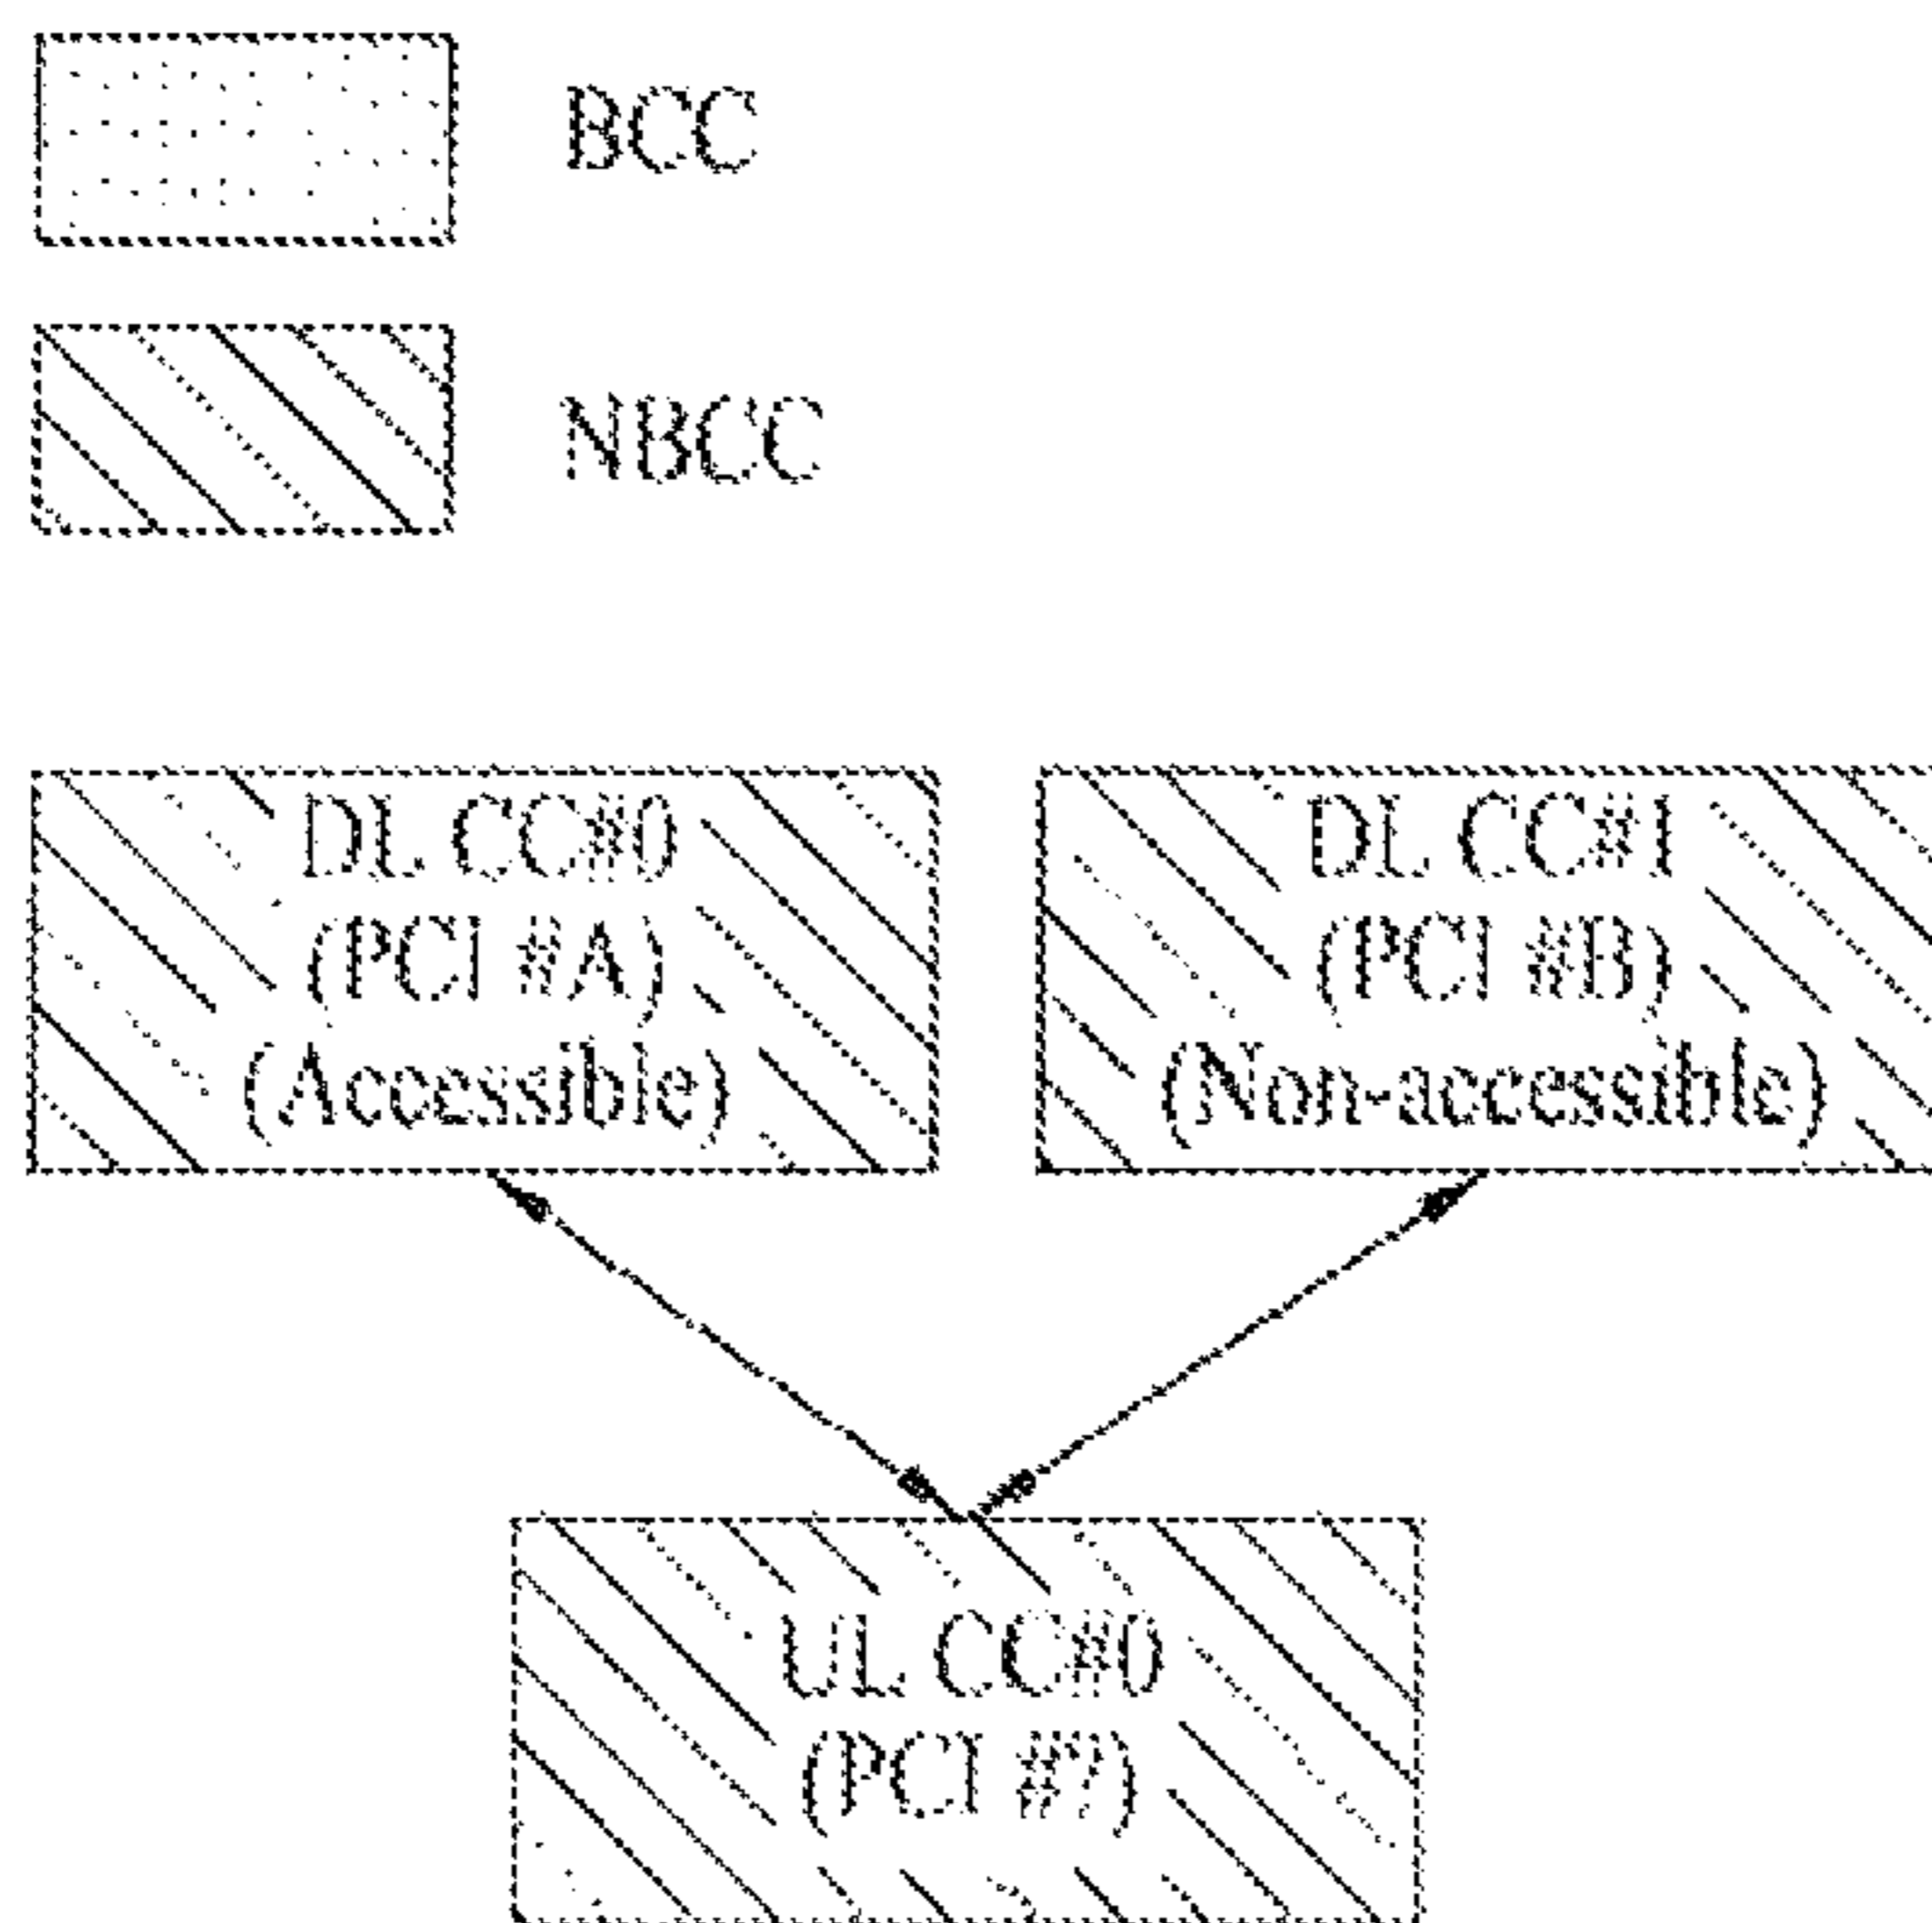 BCC
NBCC
DL CC#0
(PCI #A)
(Accessible)
DL CC#1
(PCI #B)
(Non-accessible)
UL CC#0
(PCI #?)